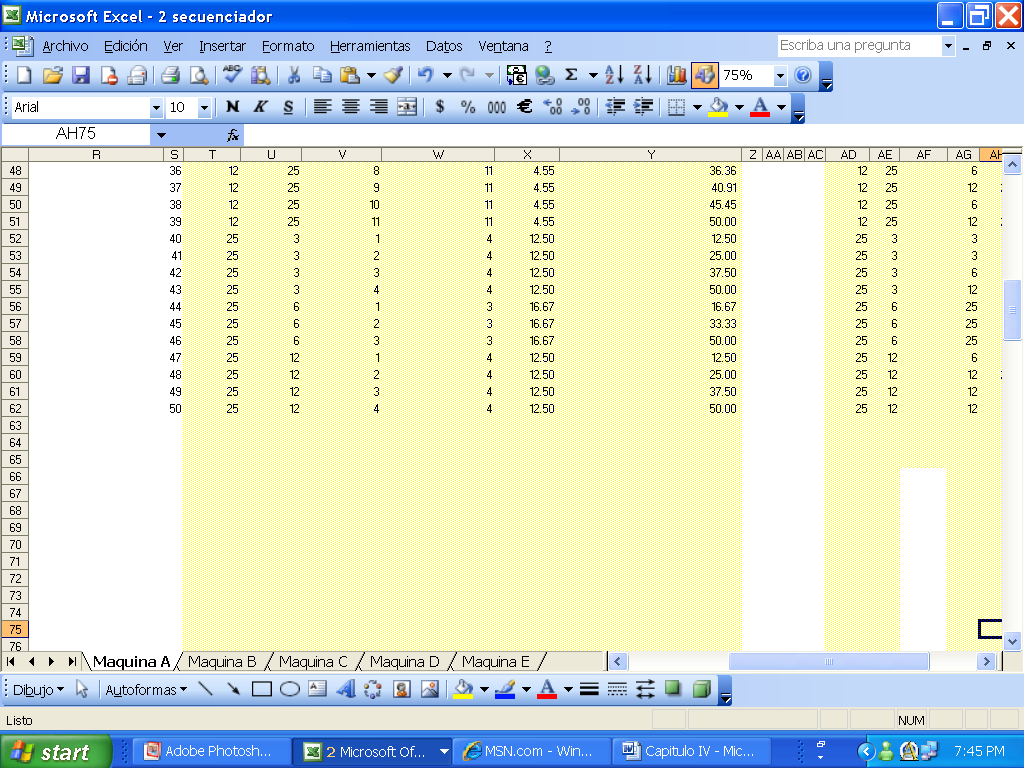 Microsoft Excel - 2 secuenciador
Archivo Edición Ver Insertar Formato Herramientas Datos Ventana ? Escriba una pregunta
ABC Σ A Z Z A 75% ?
Arial 10 N K S $ % 000 € A
AH75 fx
R S T U V W X Y Z AA AB AC AD AE AF AG AH
48 36 12 25 8 11 4.55 36.36 12 25 6
49 37 12 25 9 11 4.55 40.91 12 25 12
50 38 12 25 10 11 4.55 45.45 12 25 6
51 39 12 25 11 11 4.55 50.00 12 25 12
52 40 25 3 1 4 12.50 12.50 25 3 3
53 41 25 3 2 4 12.50 25.00 25 3 3
54 42 25 3 3 4 12.50 37.50 25 3 6
55 43 25 3 4 4 12.50 50.00 25 3 12
56 44 25 6 1 3 16.67 16.67 25 6 25
57 45 25 6 2 3 16.67 33.33 25 6 25
58 46 25 6 3 3 16.67 50.00 25 6 25
59 47 25 12 1 4 12.50 12.50 25 12 6
60 48 25 12 2 4 12.50 25.00 25 12 12
61 49 25 12 3 4 12.50 37.50 25 12 12
62 50 25 12 4 4 12.50 50.00 25 12 12
63
64
65
66
67
68
69
70
71
72
73
74
75
76
Maquina A Maquina B Maquina C Maquina D Maquina E
Dibujo Autoformas A A
Listo NUM
start Adobe Photosh... 2 Microsoft Of... MSN.com - Win... Capitulo IV - Mic... 7:45 PM